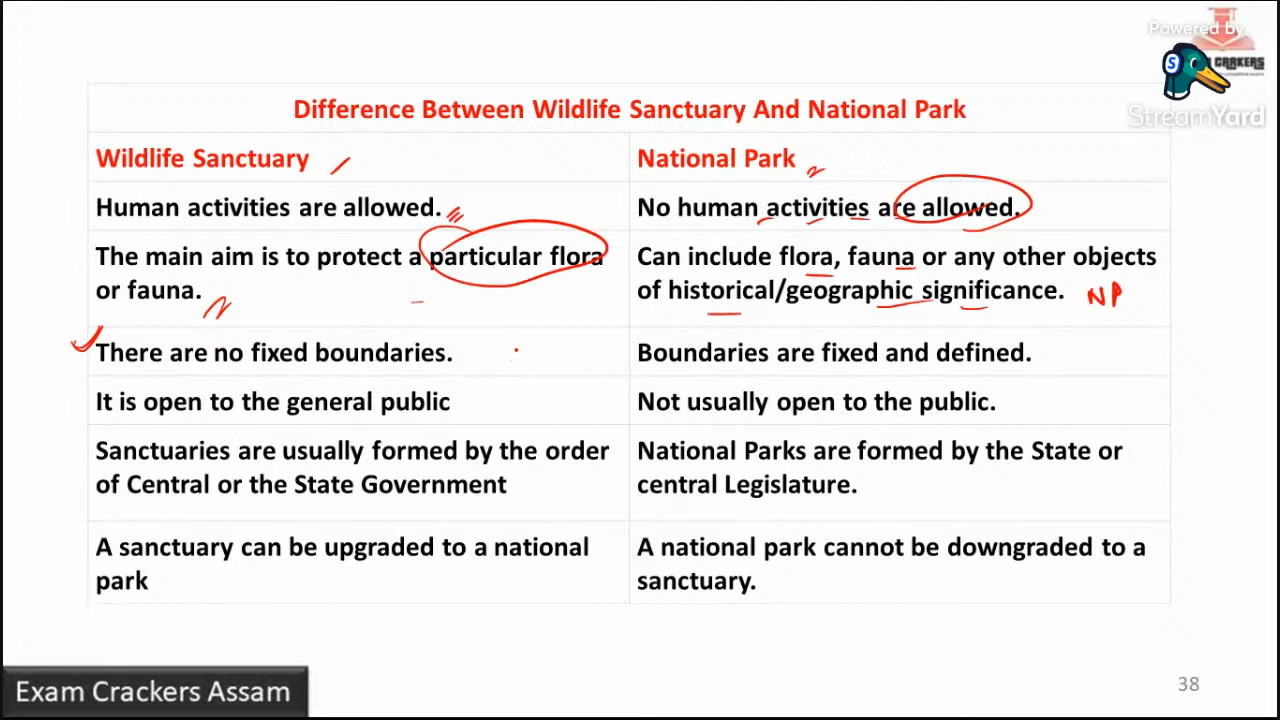 Powered by
CRAKERS
StreamYard
Difference Between Wildlife Sanctuary And National Park
Wildlife Sanctuary
National Park
Human activities are allowed.
No human activities are allowed.
The main aim is to protect a particular flora
or fauna.
Can include flora, fauna or any other objects
of historical/geographic significance. NP
There are no fixed boundaries.
Boundaries are fixed and defined.
It is open to the general public
Not usually open to the public.
Sanctuaries are usually formed by the order
of Central or the State Government
National Parks are formed by the State or
central Legislature.
A sanctuary can be upgraded to a national
park
A national park cannot be downgraded to a
sanctuary.
Exam Crackers Assam
38